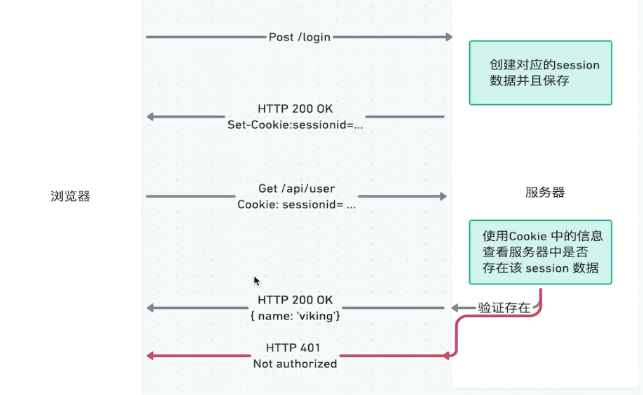 Post /login
创建对应的session
数据并且保存
HTTP 200 OK
Set-Cookie:sessionid=...
浏览器
Get /api/user
Cookie: sessionid= ...
服务器
使用Cookie 中的信息
查看服务器中是否
存在该 session 数据
HTTP 200 OK
{ name: 'viking'}
验证存在
HTTP 401
Not authorized